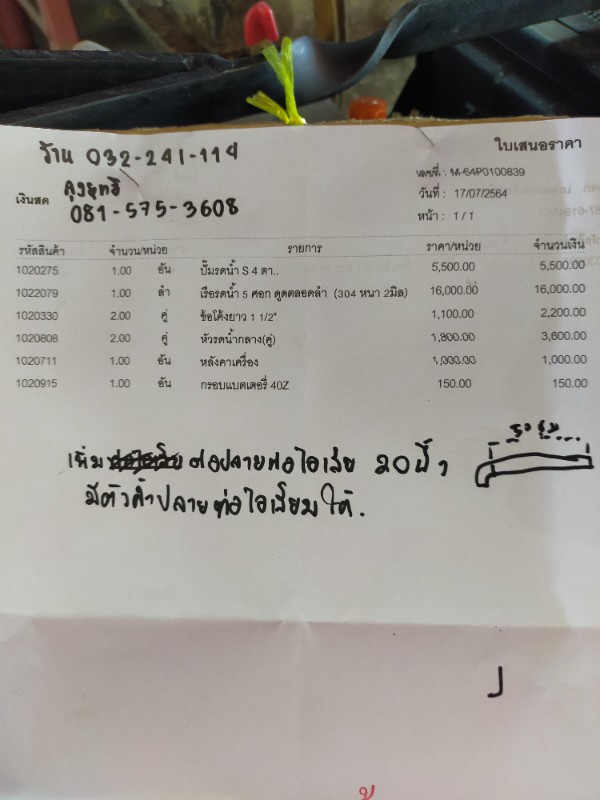 ร้าน 032-241-114
ใบเสนอราคา
เลขที่ : M-64P0100839
เงินสด
081-575-3608
วันที่ : 17/07/2564
หน้า : 1 / 1
รหัสสินค้า จำนวน/หน่วย รายการ ราคา/หน่วย จำนวนเงิน
1020275 1.00 อัน ปั๊มรดน้ำ S 4 ตา.. 5,500.00 5,500.00
1022079 1.00 ลำ เรือรดน้ำ 5 ศอก ดูดตลอดลำ (304 หนา 2มิล) 16,000.00 16,000.00
1020330 2.00 คู่ ข้อโค้งยาว 1 1/2" 1,100.00 2,200.00
1020808 2.00 คู่ หัวรดน้ำกลาง(คู่) 1,800.00 3,600.00
1020711 1.00 อัน หลังคาเครื่อง 1,000.00 1,000.00
1020915 1.00 อัน กรอบแบตเตอรี่ 40Z 150.00 150.00
เพิ่ม ต่อปลายท่อไอเสีย 20 นิ้ว
มีตัวค้ำปลายท่อไอเสียมาให้.